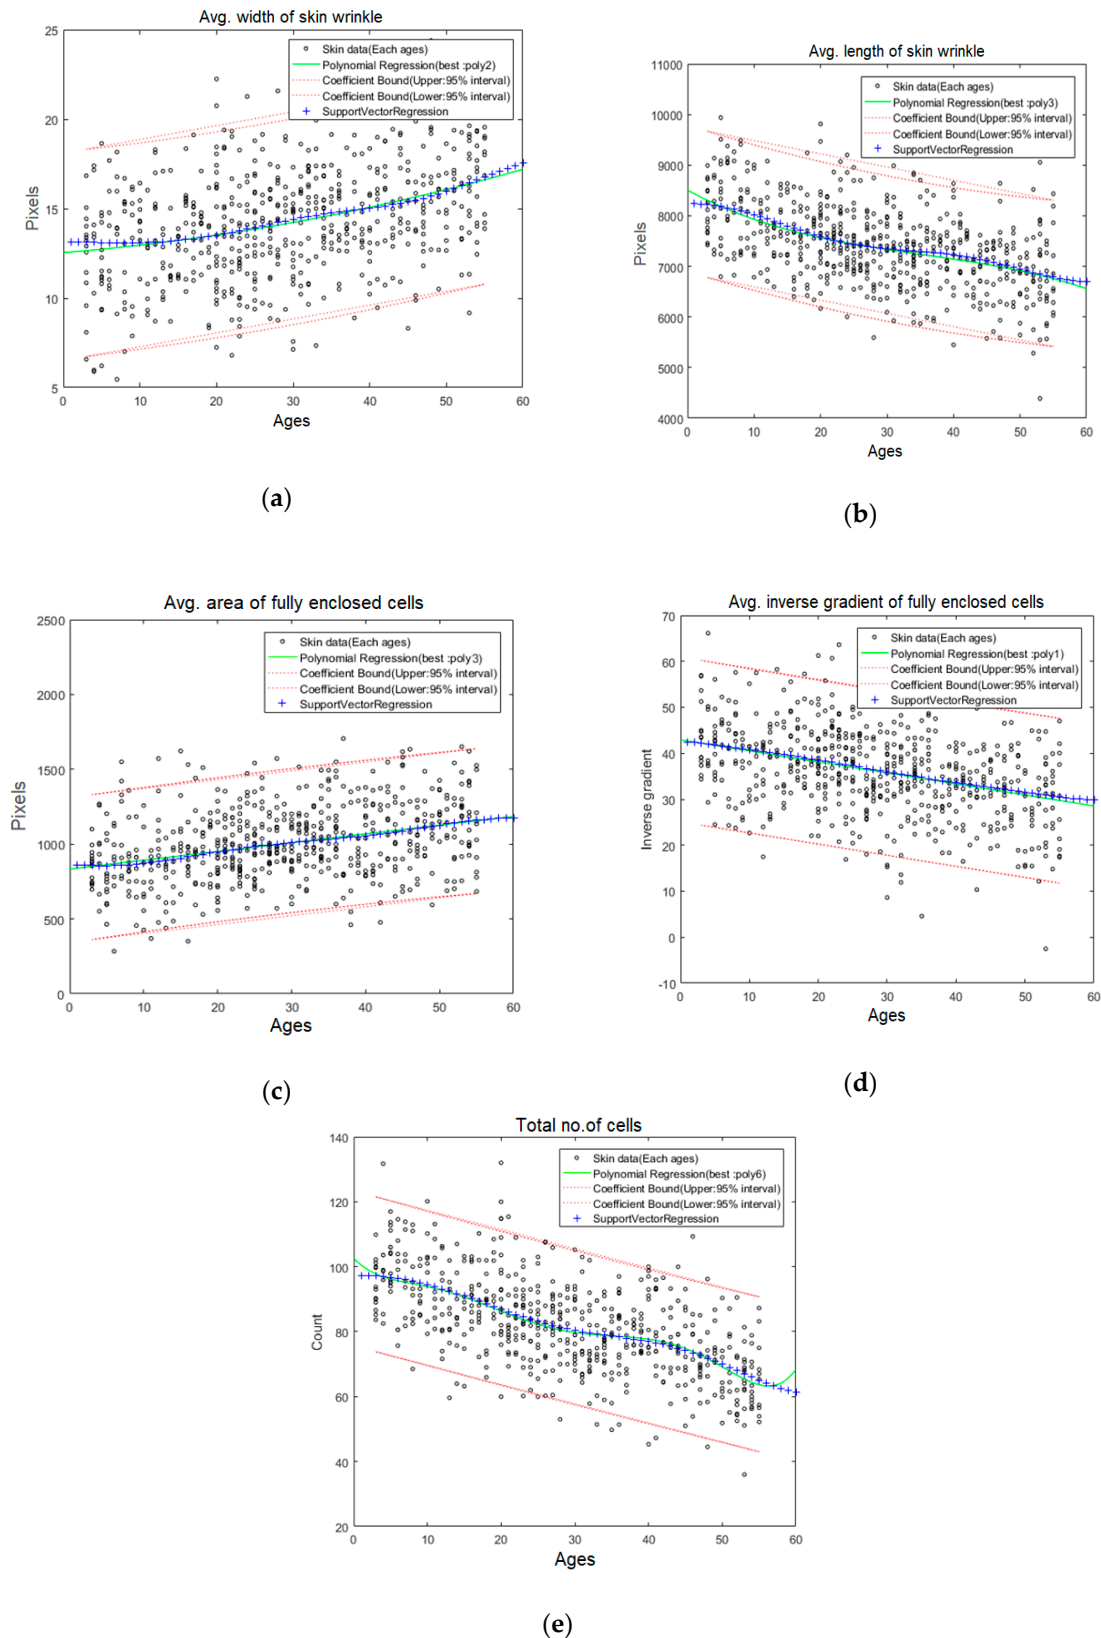 Avg. width of skin wrinkle
25
20
15
10
5
Pixels
Skin data(Each ages)
Polynomial Regression(best :poly2)
Coefficient Bound(Upper:95% interval)
Coefficient Bound(Lower:95% interval)
SupportVectorRegression
0 10 20 30 40 50 60
Ages
(a)
Avg. length of skin wrinkle
11000
10000
9000
8000
7000
6000
5000
4000
Pixels
Skin data(Each ages)
Polynomial Regression(best :poly3)
Coefficient Bound(Upper:95% interval)
Coefficient Bound(Lower:95% interval)
SupportVectorRegression
0 10 20 30 40 50 60
Ages
(b)
Avg. area of fully enclosed cells
2500
2000
1500
1000
500
0
Pixels
Skin data(Each ages)
Polynomial Regression(best :poly3)
Coefficient Bound(Upper:95% interval)
Coefficient Bound(Lower:95% interval)
SupportVectorRegression
0 10 20 30 40 50 60
Ages
(c)
Avg. inverse gradient of fully enclosed cells
70
60
50
40
30
20
10
0
-10
Inverse gradient
Skin data(Each ages)
Polynomial Regression(best :poly1)
Coefficient Bound(Upper:95% interval)
Coefficient Bound(Lower:95% interval)
SupportVectorRegression
0 10 20 30 40 50 60
Ages
(d)
Total no.of cells
140
120
100
80
60
40
20
Count
Skin data(Each ages)
Polynomial Regression(best :poly6)
Coefficient Bound(Upper:95% interval)
Coefficient Bound(Lower:95% interval)
SupportVectorRegression
0 10 20 30 40 50 60
Ages
(e)